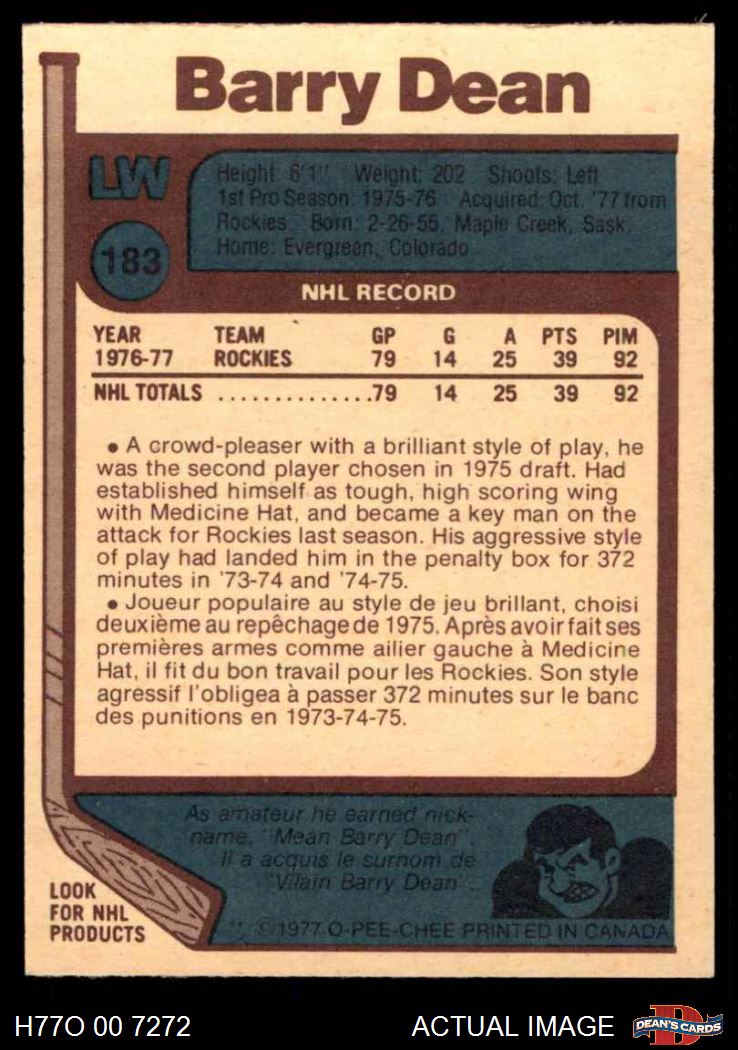 Barry Dean
LW
183
Height: 6'1" Weight: 202 Shoots: Left
1st Pro Season: 1975-76 Acquired: Oct. '77 from
Rockies Born: 2-26-55, Maple Creek, Sask.
Home: Evergreen, Colorado
NHL RECORD
YEAR TEAM GP G A PTS PIM
1976-77 ROCKIES 79 14 25 39 92
NHL TOTALS ..............79 14 25 39 92
• A crowd-pleaser with a brilliant style of play, he
was the second player chosen in 1975 draft. Had
established himself as tough, high scoring wing
with Medicine Hat, and became a key man on the
attack for Rockies last season. His aggressive style
of play had landed him in the penalty box for 372
minutes in '73-74 and '74-75.
• Joueur populaire au style de jeu brillant, choisi
deuxième au repêchage de 1975. Après avoir fait ses
premières armes comme ailier gauche à Medicine
Hat, il fit du bon travail pour les Rockies. Son style
agressif l'obligea à passer 372 minutes sur le banc
des punitions en 1973-74-75.
As amateur he earned nick-
name, "Mean Barry Dean".
Il a acquis le surnom de
"Vilain Barry Dean".
LOOK
FOR NHL
PRODUCTS
** ©1977 O-PEE-CHEE PRINTED IN CANADA
H77O 00 7272
ACTUAL IMAGE
D
DEAN'S CARDS